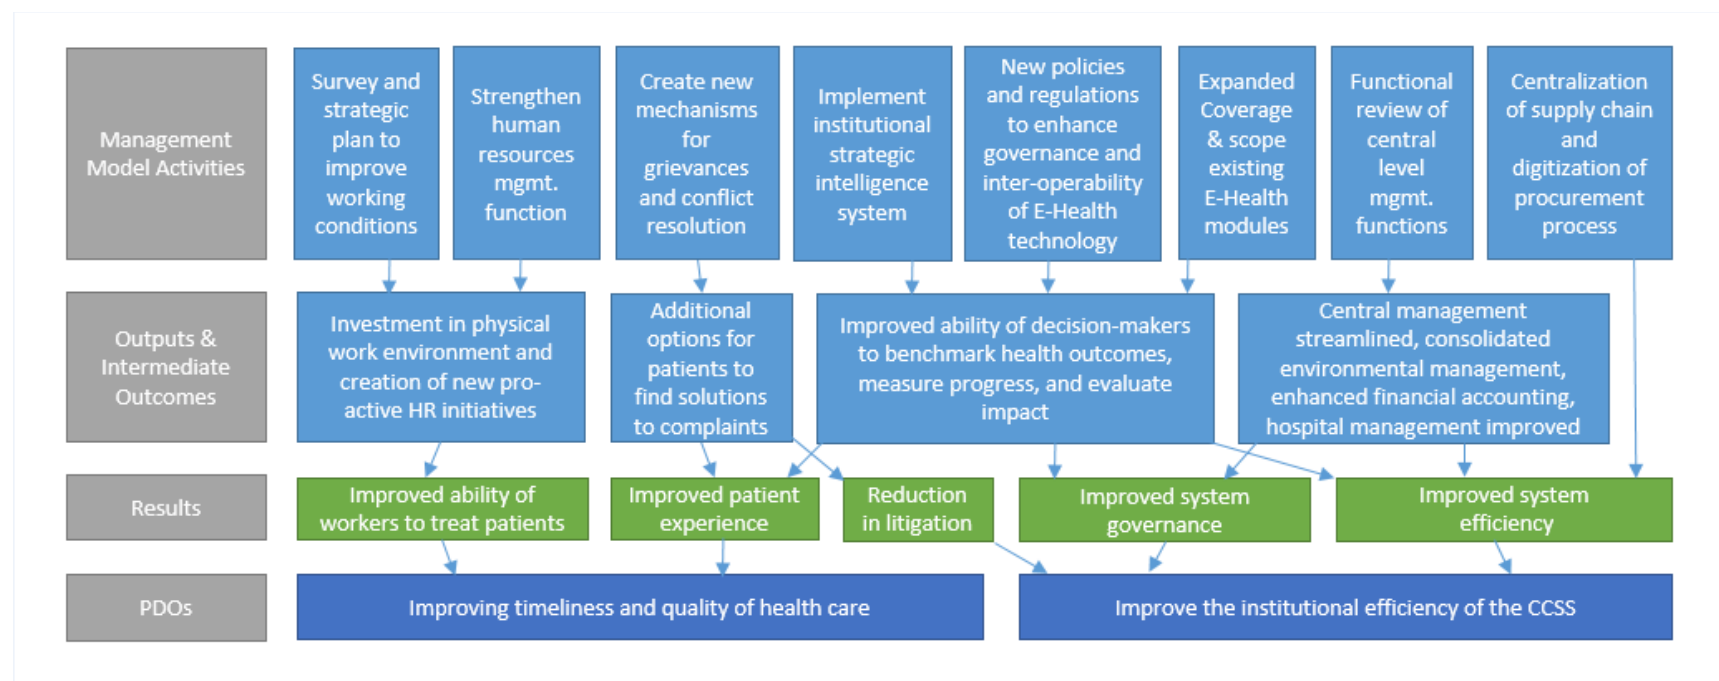 Management
Model Activities
Survey and
strategic
plan to
improve
working
conditions
Strengthen
human
resources
mgmt.
function
Create new
mechanisms
for
grievances
and conflict
resolution
Implement
institutional
strategic
intelligence
system
New policies
and regulations
to enhance
governance and
inter-operability
of E-Health
technology
Expanded
Coverage
& scope
existing
E-Health
modules
Functional
review of
central
level
mgmt.
functions
Centralization
of supply chain
and
digitization of
procurement
process
Outputs &
Intermediate
Outcomes
Investment in physical
work environment and
creation of new pro-
active HR initiatives
Additional
options for
patients to
find solutions
to complaints
Improved ability of decision-makers
to benchmark health outcomes,
measure progress, and evaluate
impact
Central management
streamlined, consolidated
environmental management,
enhanced financial accounting,
hospital management improved
Results
Improved ability of
workers to treat patients
Improved patient
experience
Reduction
in litigation
Improved system
governance
Improved system
efficiency
PDOs
Improving timeliness and quality of health care
Improve the institutional efficiency of the CCSS